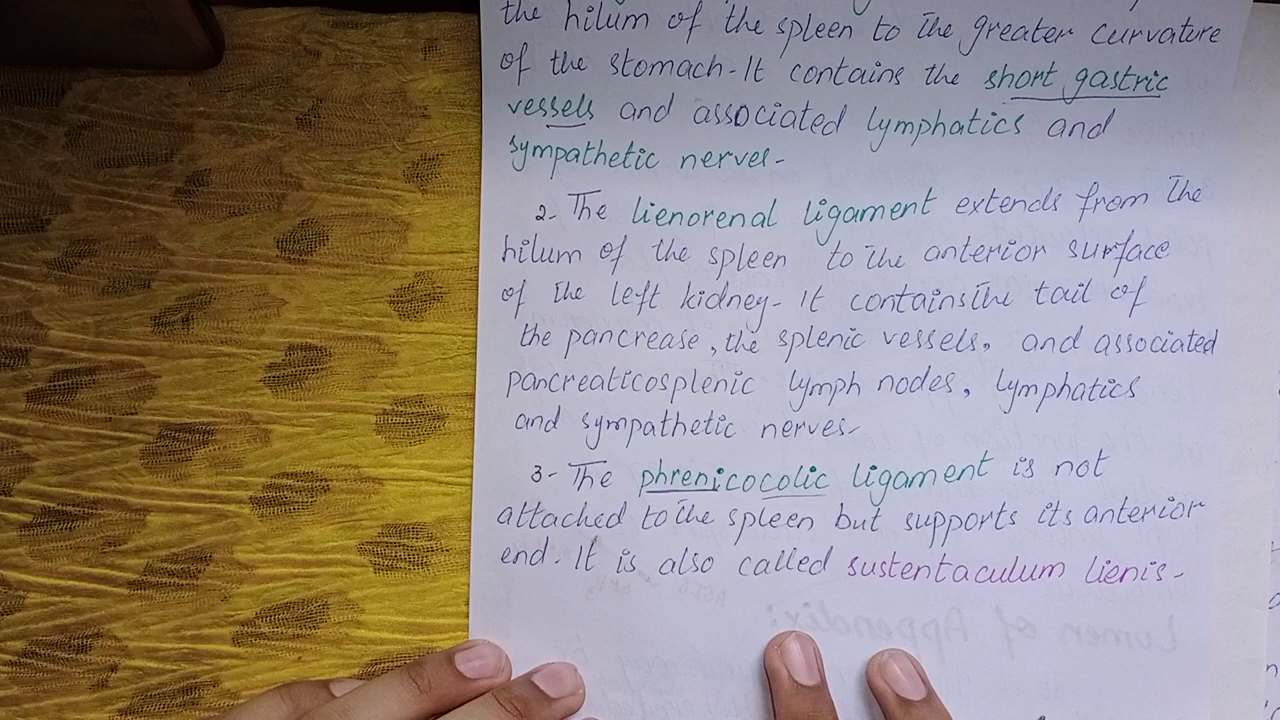 the hilum of the spleen to the greater curvature
of the stomach-It contains the short gastric
vessels and associated lymphatics and
sympathetic nerves-
2- The lienorenal ligament extends from the
hilum of the spleen to the anterior surface
of the left kidney- It contains the tail of
the pancrease, the splenic vessels, and associated
pancreaticosplenic lymph nodes, lymphatics
and sympathetic nerves-
3- The phrenicocolic ligament is not
attached to the spleen but supports its anterior
end. It is also called sustentaculum lienis-
Lumen of Appendix: